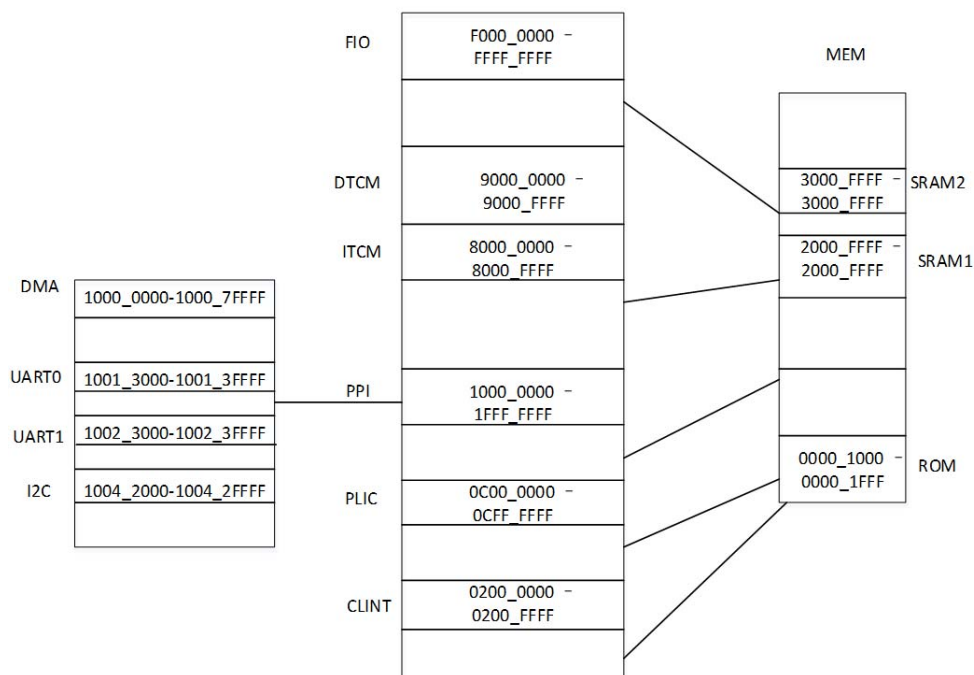 DMA
1000_0000-1000_7FFFF
UART0
1001_3000-1001_3FFFF
UART1
1002_3000-1002_3FFFF
I2C
1004_2000-1004_2FFFF
FIO
F000_0000 -
FFFF_FFFF
DTCM
9000_0000 -
9000_FFFF
ITCM
8000_0000 -
8000_FFFF
PPI
1000_0000 -
1FFF_FFFF
PLIC
0C00_0000 -
0CFF_FFFF
CLINT
0200_0000 -
0200_FFFF
MEM
3000_FFFF -
3000_FFFF
SRAM2
2000_FFFF -
2000_FFFF
SRAM1
0000_1000 -
0000_1FFF
ROM